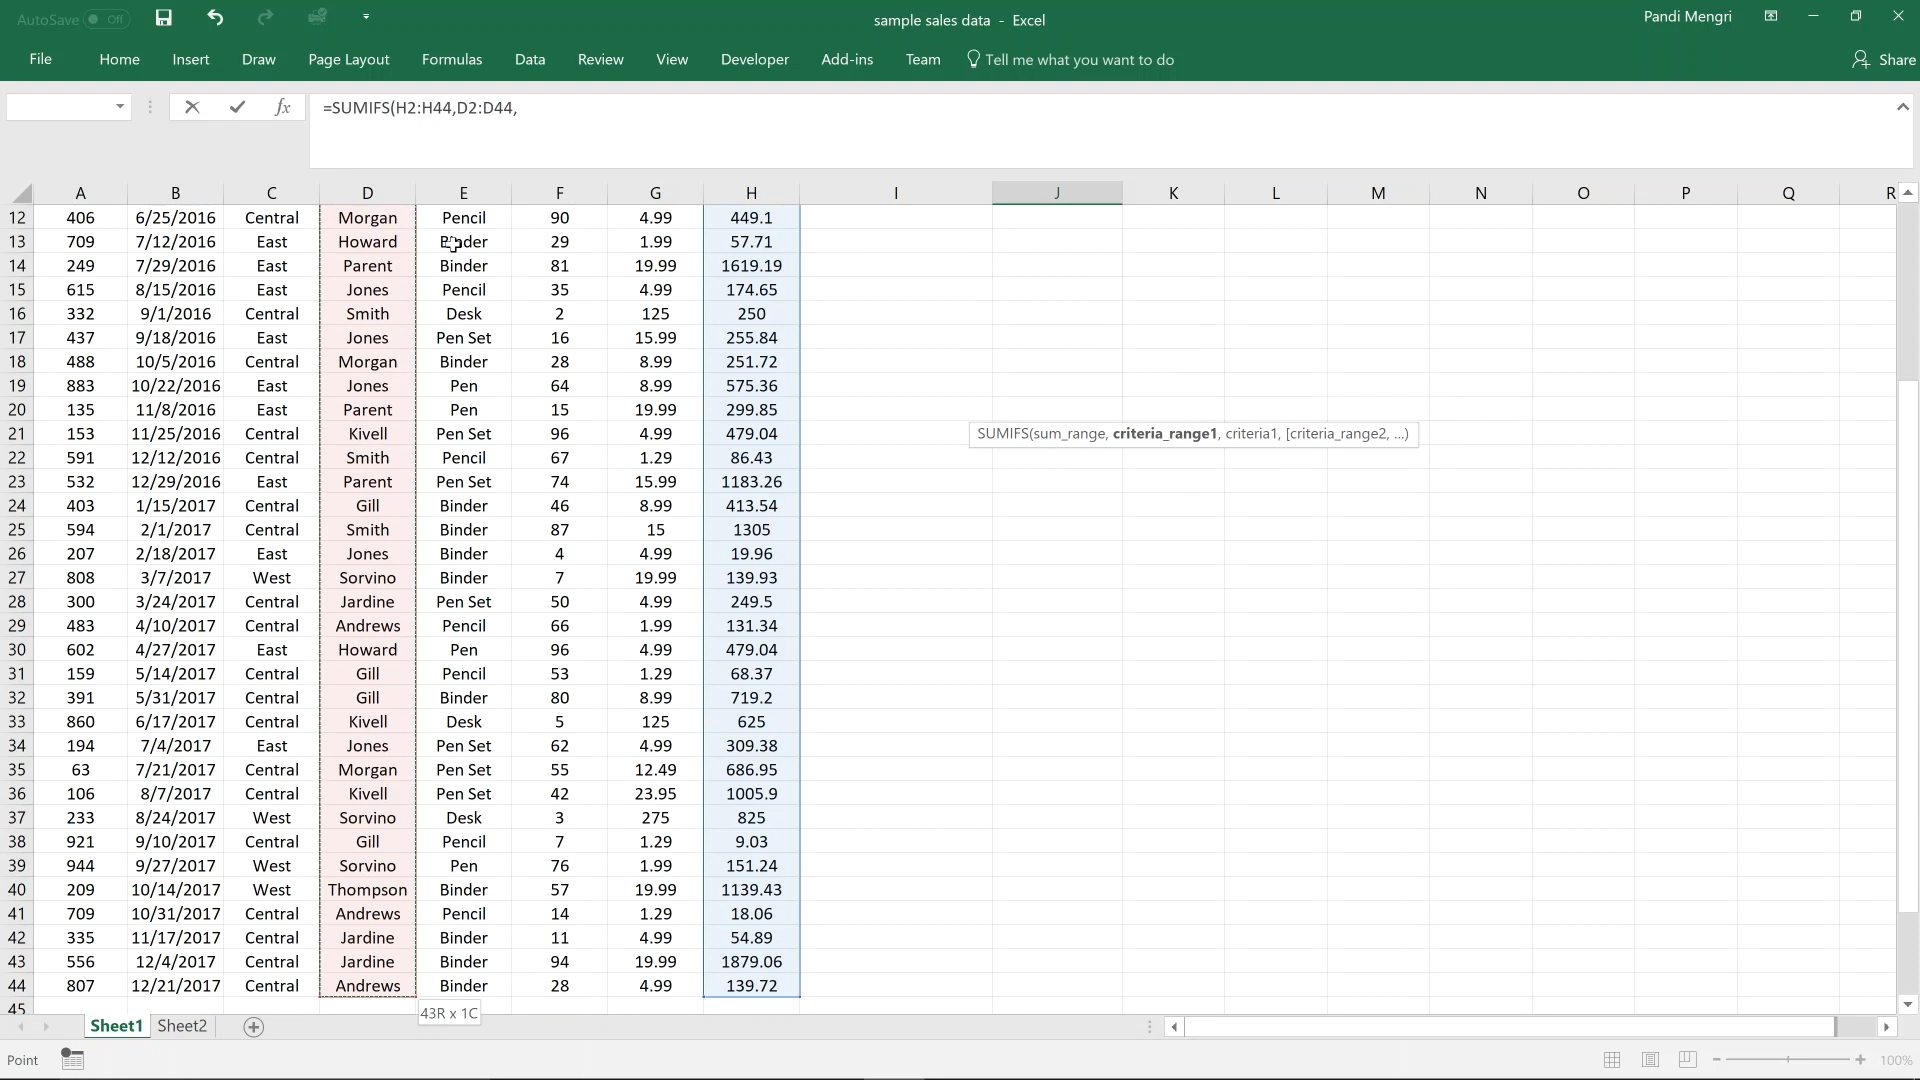 AutoSave Off
sample sales data - Excel
Pandi Mengri
File Home Insert Draw Page Layout Formulas Data Review View Developer Add-ins Team Tell me what you want to do Share
fx =SUMIFS(H2:H44,D2:D44,
A B C D E F G H I J K L M N O P Q R
12 406 6/25/2016 Central Morgan Pencil 90 4.99 449.1
13 709 7/12/2016 East Howard Binder 29 1.99 57.71
14 249 7/29/2016 East Parent Binder 81 19.99 1619.19
15 615 8/15/2016 East Jones Pencil 35 4.99 174.65
16 332 9/1/2016 Central Smith Desk 2 125 250
17 437 9/18/2016 East Jones Pen Set 16 15.99 255.84
18 488 10/5/2016 Central Morgan Binder 28 8.99 251.72
19 883 10/22/2016 East Jones Pen 64 8.99 575.36
20 135 11/8/2016 East Parent Pen 15 19.99 299.85
21 153 11/25/2016 Central Kivell Pen Set 96 4.99 479.04
SUMIFS(sum_range, criteria_range1, criteria1, [criteria_range2, ...)
22 591 12/12/2016 Central Smith Pencil 67 1.29 86.43
23 532 12/29/2016 East Parent Pen Set 74 15.99 1183.26
24 403 1/15/2017 Central Gill Binder 46 8.99 413.54
25 594 2/1/2017 Central Smith Binder 87 15 1305
26 207 2/18/2017 East Jones Binder 4 4.99 19.96
27 808 3/7/2017 West Sorvino Binder 7 19.99 139.93
28 300 3/24/2017 Central Jardine Pen Set 50 4.99 249.5
29 483 4/10/2017 Central Andrews Pencil 66 1.99 131.34
30 602 4/27/2017 East Howard Pen 96 4.99 479.04
31 159 5/14/2017 Central Gill Pencil 53 1.29 68.37
32 391 5/31/2017 Central Gill Binder 80 8.99 719.2
33 860 6/17/2017 Central Kivell Desk 5 125 625
34 194 7/4/2017 East Jones Pen Set 62 4.99 309.38
35 63 7/21/2017 Central Morgan Pen Set 55 12.49 686.95
36 106 8/7/2017 Central Kivell Pen Set 42 23.95 1005.9
37 233 8/24/2017 West Sorvino Desk 3 275 825
38 921 9/10/2017 Central Gill Pencil 7 1.29 9.03
39 944 9/27/2017 West Sorvino Pen 76 1.99 151.24
40 209 10/14/2017 West Thompson Binder 57 19.99 1139.43
41 709 10/31/2017 Central Andrews Pencil 14 1.29 18.06
42 335 11/17/2017 Central Jardine Binder 11 4.99 54.89
43 556 12/4/2017 Central Jardine Binder 94 19.99 1879.06
44 807 12/21/2017 Central Andrews Binder 28 4.99 139.72
45
43R x 1C
Sheet1 Sheet2
Point
100%